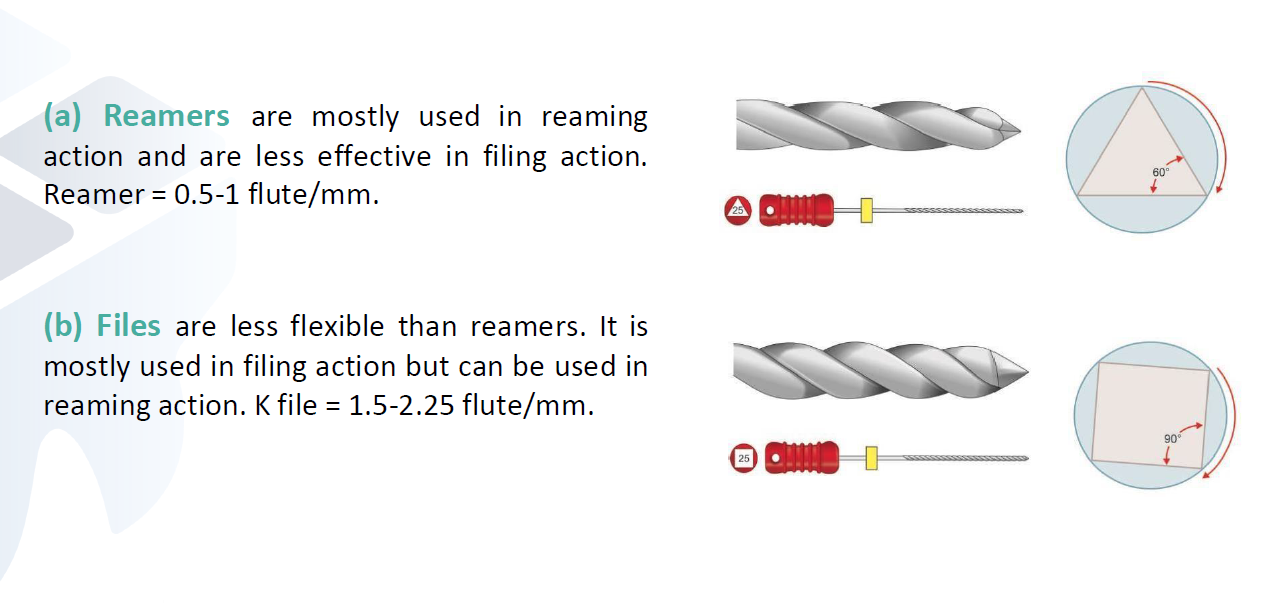 (a) Reamers are mostly used in reaming
action and are less effective in filing action.
Reamer = 0.5-1 flute/mm.
25
60°
(b) Files are less flexible than reamers. It is
mostly used in filing action but can be used in
reaming action. K file = 1.5-2.25 flute/mm.
25
90°